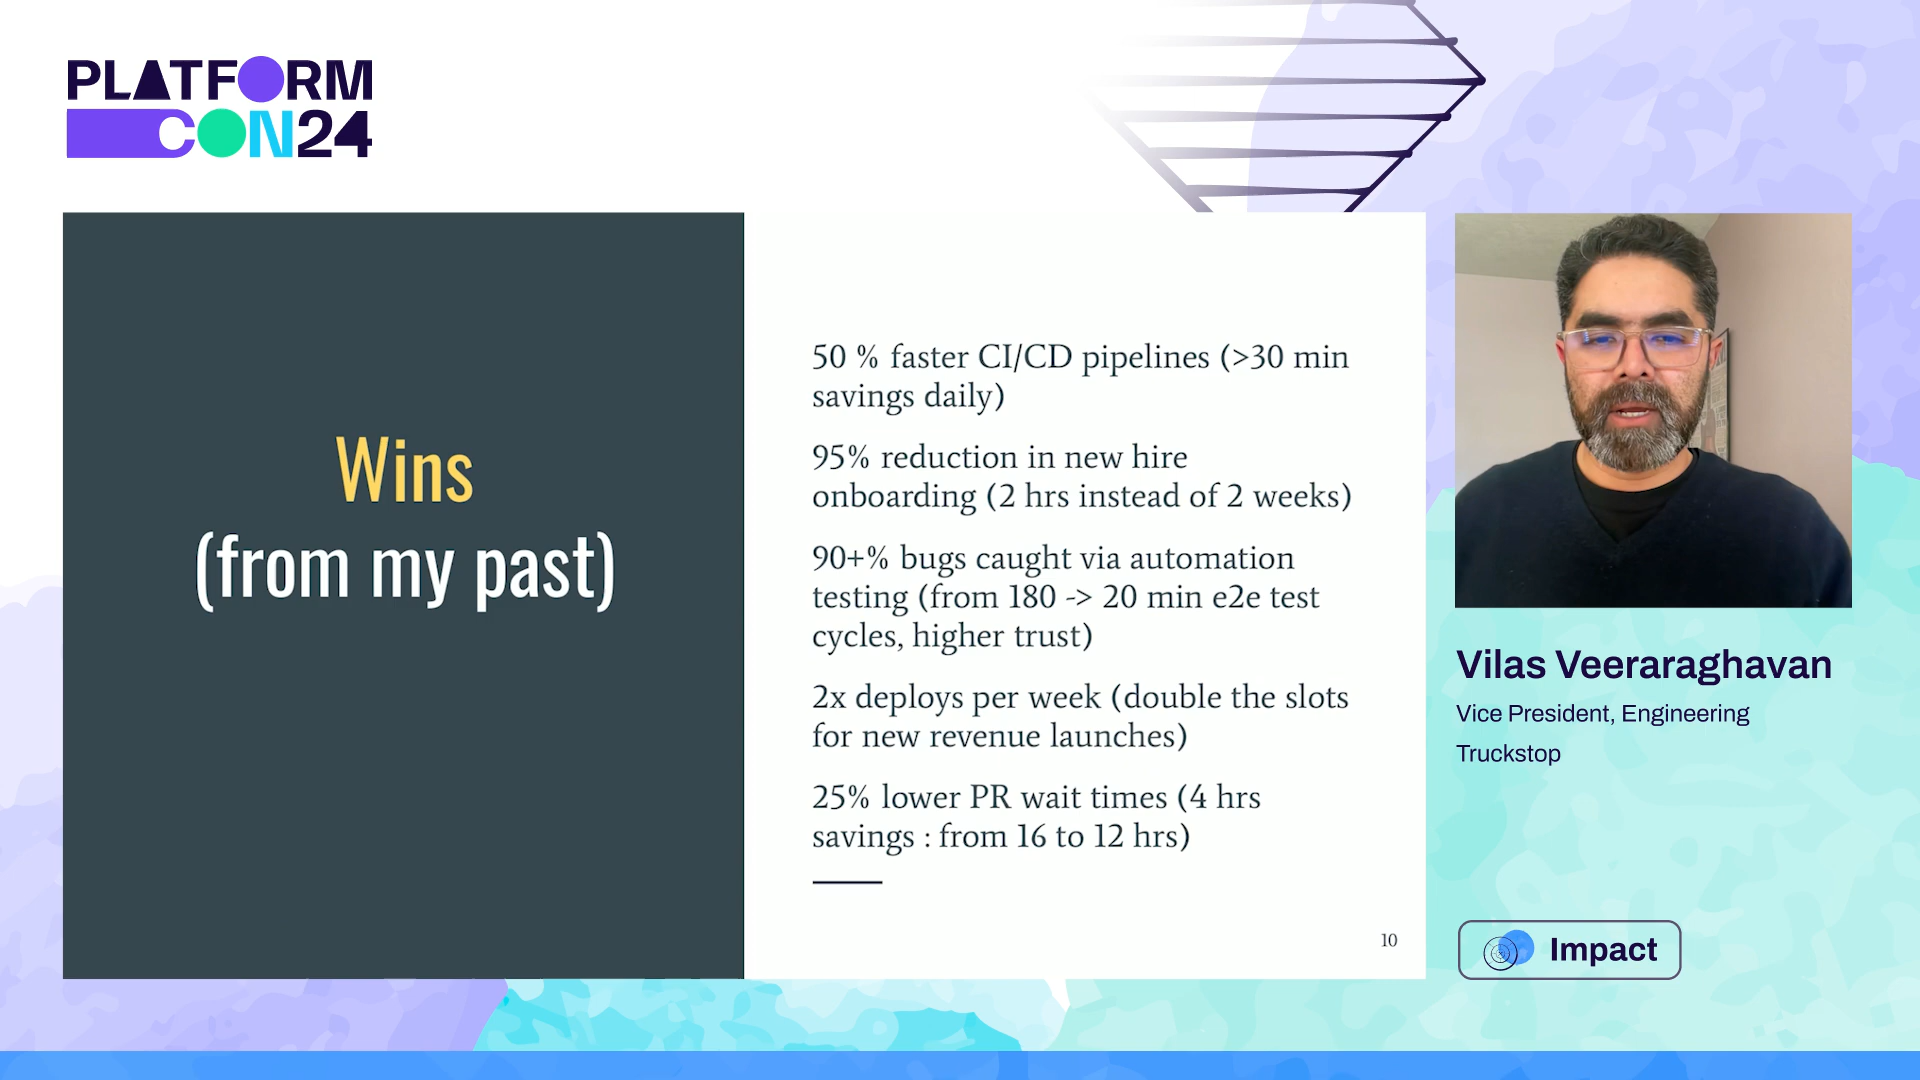 PLATFORM
CON24
Wins
(from my past)
50 % faster CI/CD pipelines (>30 min
savings daily)
95% reduction in new hire
onboarding (2 hrs instead of 2 weeks)
90+% bugs caught via automation
testing (from 180 -> 20 min e2e test
cycles, higher trust)
2x deploys per week (double the slots
for new revenue launches)
25% lower PR wait times (4 hrs
savings : from 16 to 12 hrs)
10
Vilas Veeraraghavan
Vice President, Engineering
Truckstop
Impact